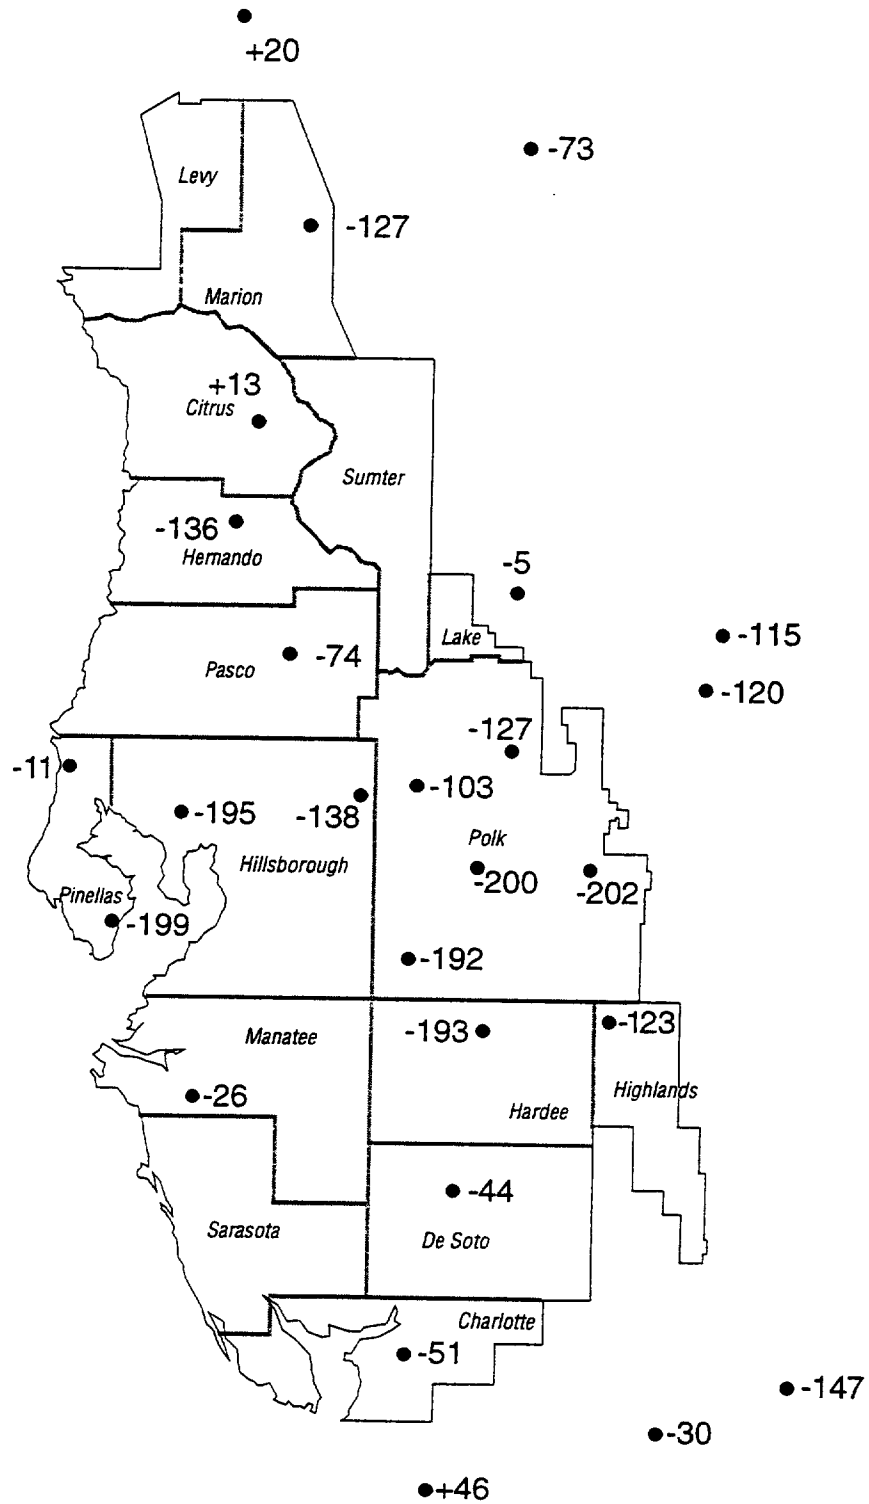 +20
-73
Levy
-127
Marion
+13
Citrus
Sumter
-136
Hernando
-5
Lake
-115
Pasco
-74
-120
-127
-11
-103
-195
-138
Polk
Hillsborough
-200
-202
Pinellas
-199
-192
-193
-123
Manatee
-26
Highlands
Hardee
-44
Sarasota
De Soto
Charlotte
-51
-147
-30
+46